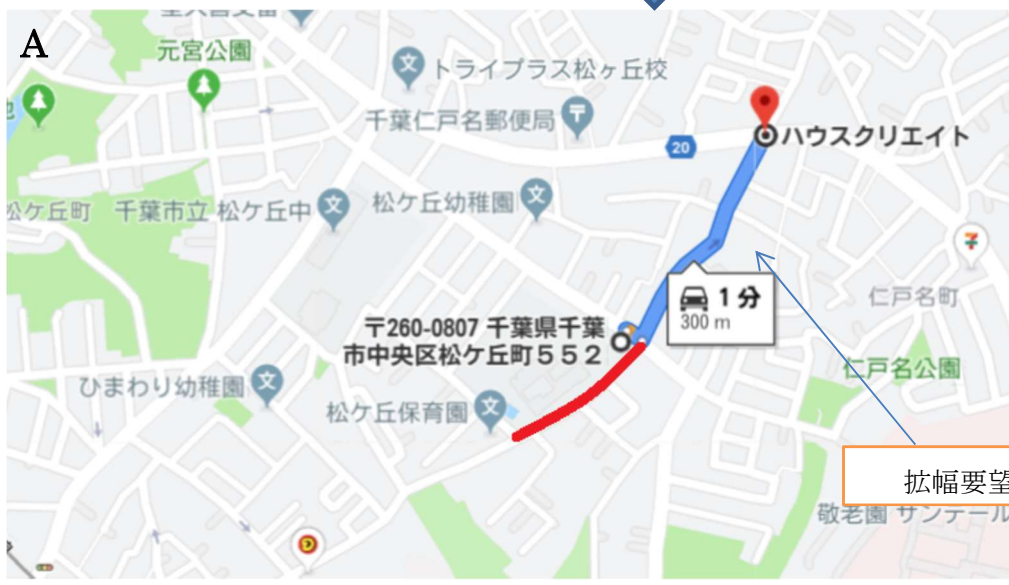 A
元宮公園
トライプラス松ヶ丘校
千葉仁戸名郵便局
20
ハウスクリエイト
松ケ丘町
千葉市立 松ケ丘中
松ケ丘幼稚園
1 分
300 m
仁戸名町
〒260-0807 千葉県千葉
市中央区松ケ丘町５５２
仁戸名公園
ひまわり幼稚園
松ケ丘保育園
拡幅要望
敬老園 サンテール